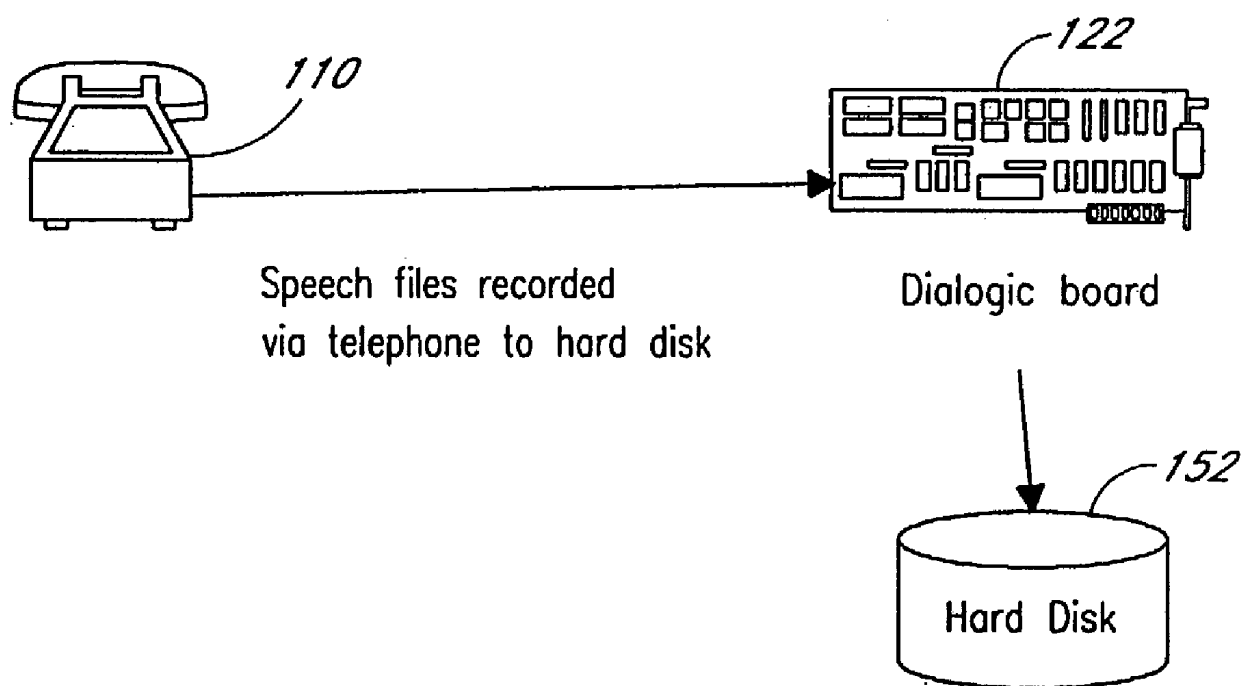 110
122
Speech files recorded
via telephone to hard disk
Dialogic board
152
Hard Disk